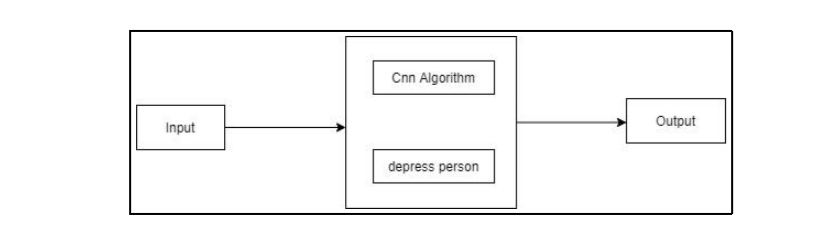 Input
Cnn Algorithm
depress person
Output